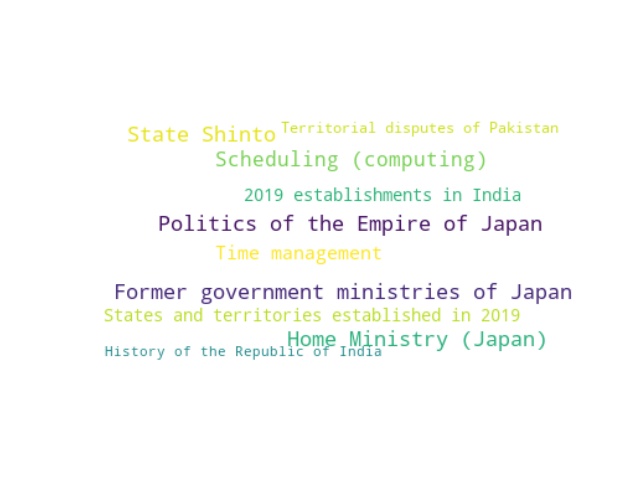 State Shinto
Territorial disputes of Pakistan
Scheduling (computing)
2019 establishments in India
Politics of the Empire of Japan
Time management
Former government ministries of Japan
States and territories established in 2019
Home Ministry (Japan)
History of the Republic of India